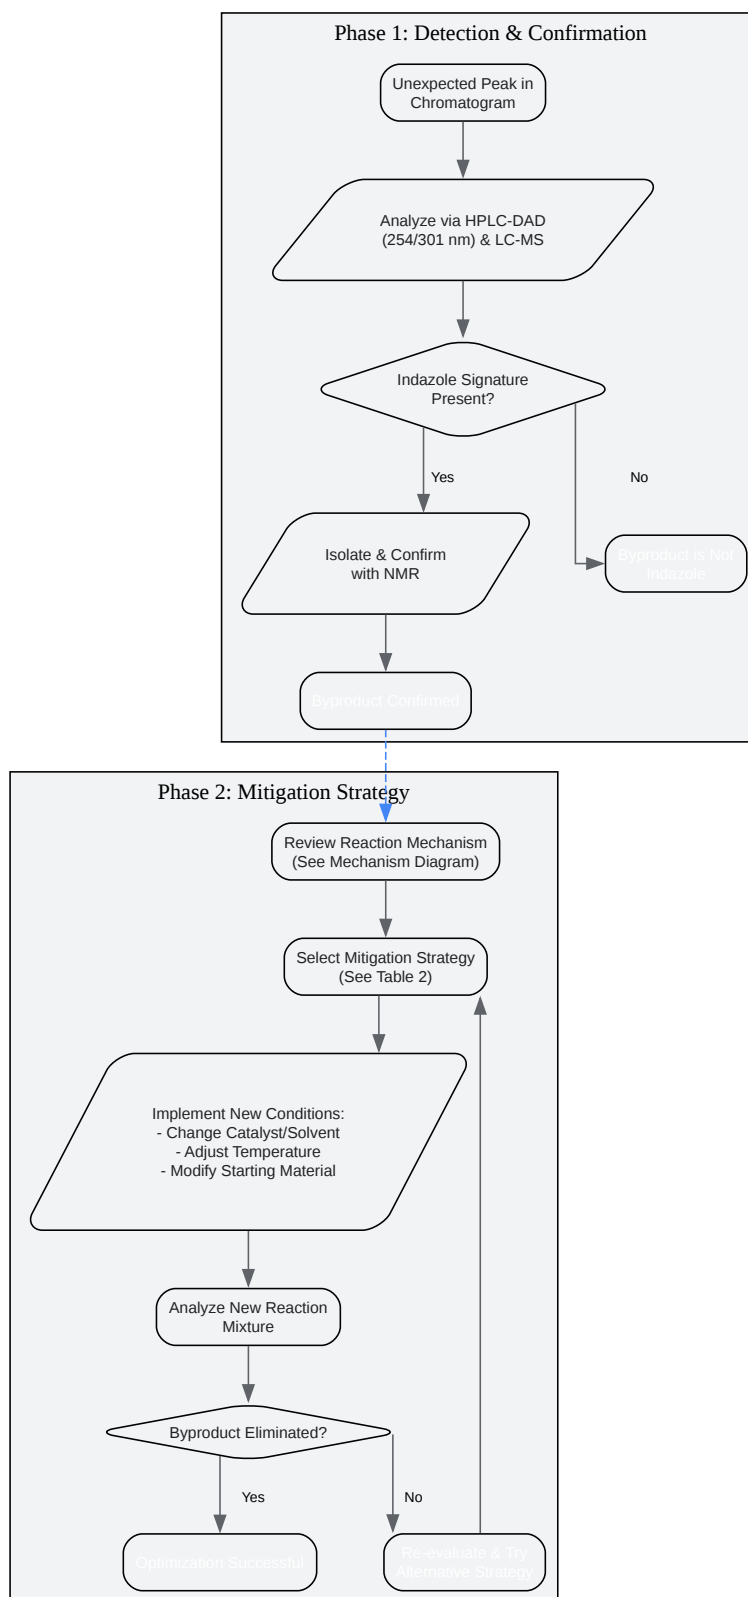 Phase 1: Detection & Confirmation
Unexpected Peak in
Chromatogram
Analyze via HPLC-DAD
(254/301 nm) & LC-MS
Indazole Signature
Present?
Yes
No
Isolate & Confirm
with NMR
Byproduct is Not
Indazole
Byproduct Confirmed
Phase 2: Mitigation Strategy
Review Reaction Mechanism
(See Mechanism Diagram)
Select Mitigation Strategy
(See Table 2)
Implement New Conditions:
- Change Catalyst/Solvent
- Adjust Temperature
- Modify Starting Material
Analyze New Reaction
Mixture
Byproduct Eliminated?
Yes
No
Optimization Successful
Re-evaluate & Try
Alternative Strategy